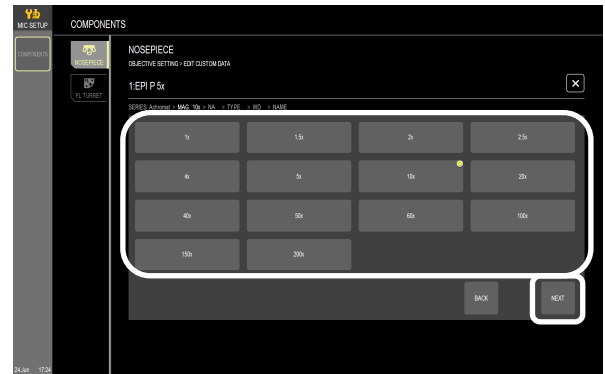 MIC SETUP
COMPONENTS
COMPONENTS
NOSEPIECE
FL TURRET
NOSEPIECE
OBJECTIVE SETTING > EDIT CUSTOM DATA
1:EPI P 5x
SERIES Achromat > MAG. 10x > NA > TYPE > WD > NAME
1x 1.5x 2x 2.5x
4x 5x 10x 20x
40x 50x 60x 100x
150x 200x
BACK NEXT
24.Jun 17:24